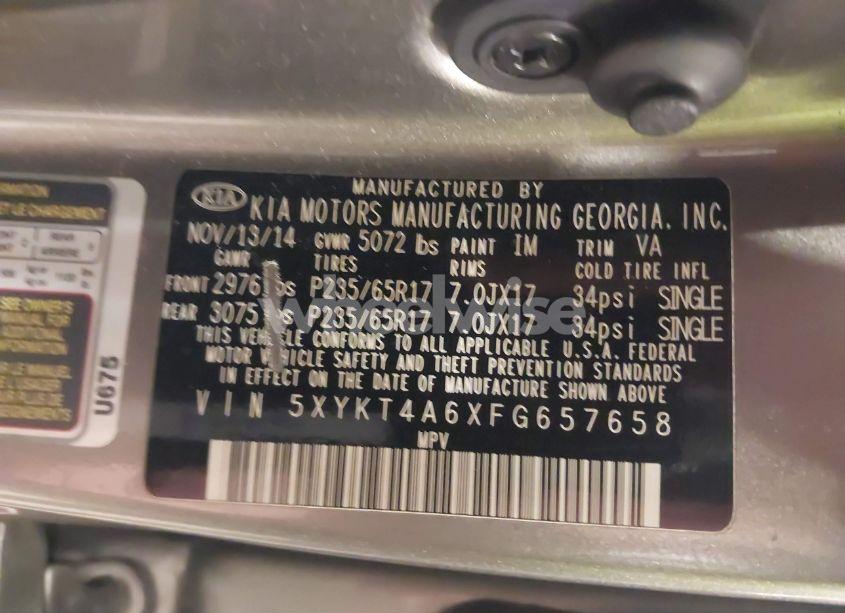 KIA
MANUFACTURED BY
KIA MOTORS MANUFACTURING GEORGIA, INC.
NOV/13/14 GVWR 5072 lbs PAINT IM TRIM VA
GAWR TIRES RIMS COLD TIRE INFL
FRONT 2976 lbs P235/65R17 7.0JX17 34psi SINGLE
REAR 3075 lbs P235/65R17 7.0JX17 34psi SINGLE
THIS VEHICLE CONFORMS TO ALL APPLICABLE U.S.A. FEDERAL
MOTOR VEHICLE SAFETY AND THEFT PREVENTION STANDARDS
IN EFFECT ON THE DATE OF MANUFACTURE SHOWN ABOVE
VIN 5XYKT4A6XFG657658
MPV
U675